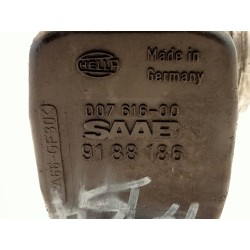 HELLA
Made in
Germany
007 616-00
SAAB
91 88 186